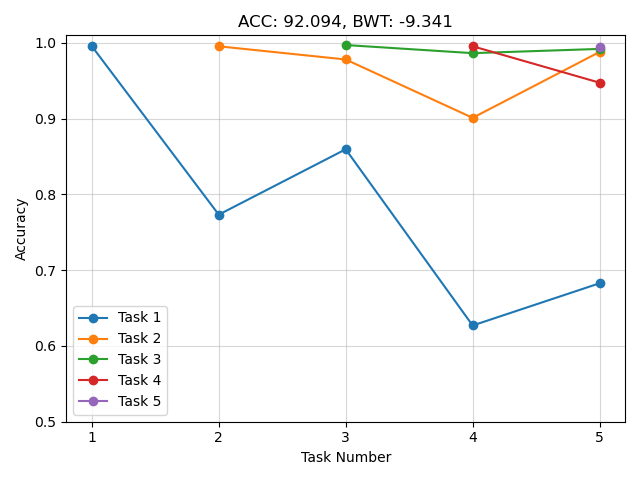 ACC: 92.094, BWT: -9.341
1.0
0.9
0.8
0.7
0.6
0.5
Accuracy
Task 1
Task 2
Task 3
Task 4
Task 5
1 2 3 4 5
Task Number